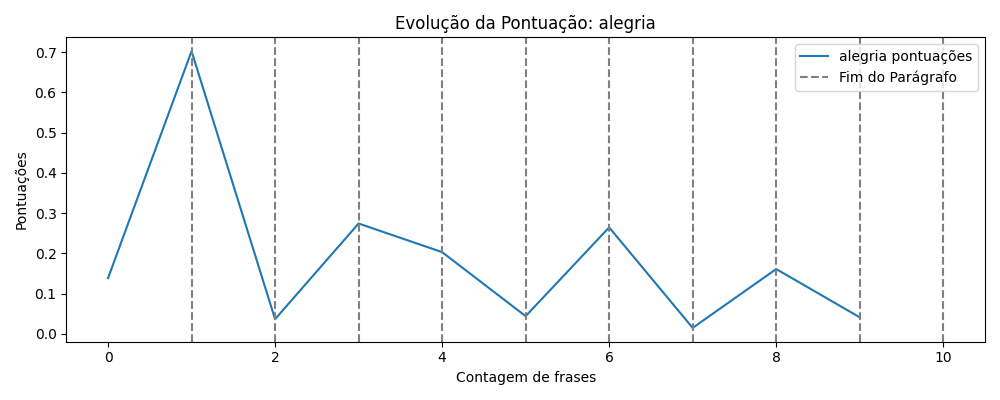 Evolução da Pontuação: alegria
alegria pontuações
Fim do Parágrafo
Pontuações
0.7
0.6
0.5
0.4
0.3
0.2
0.1
0.0
0 2 4 6 8 10
Contagem de frases